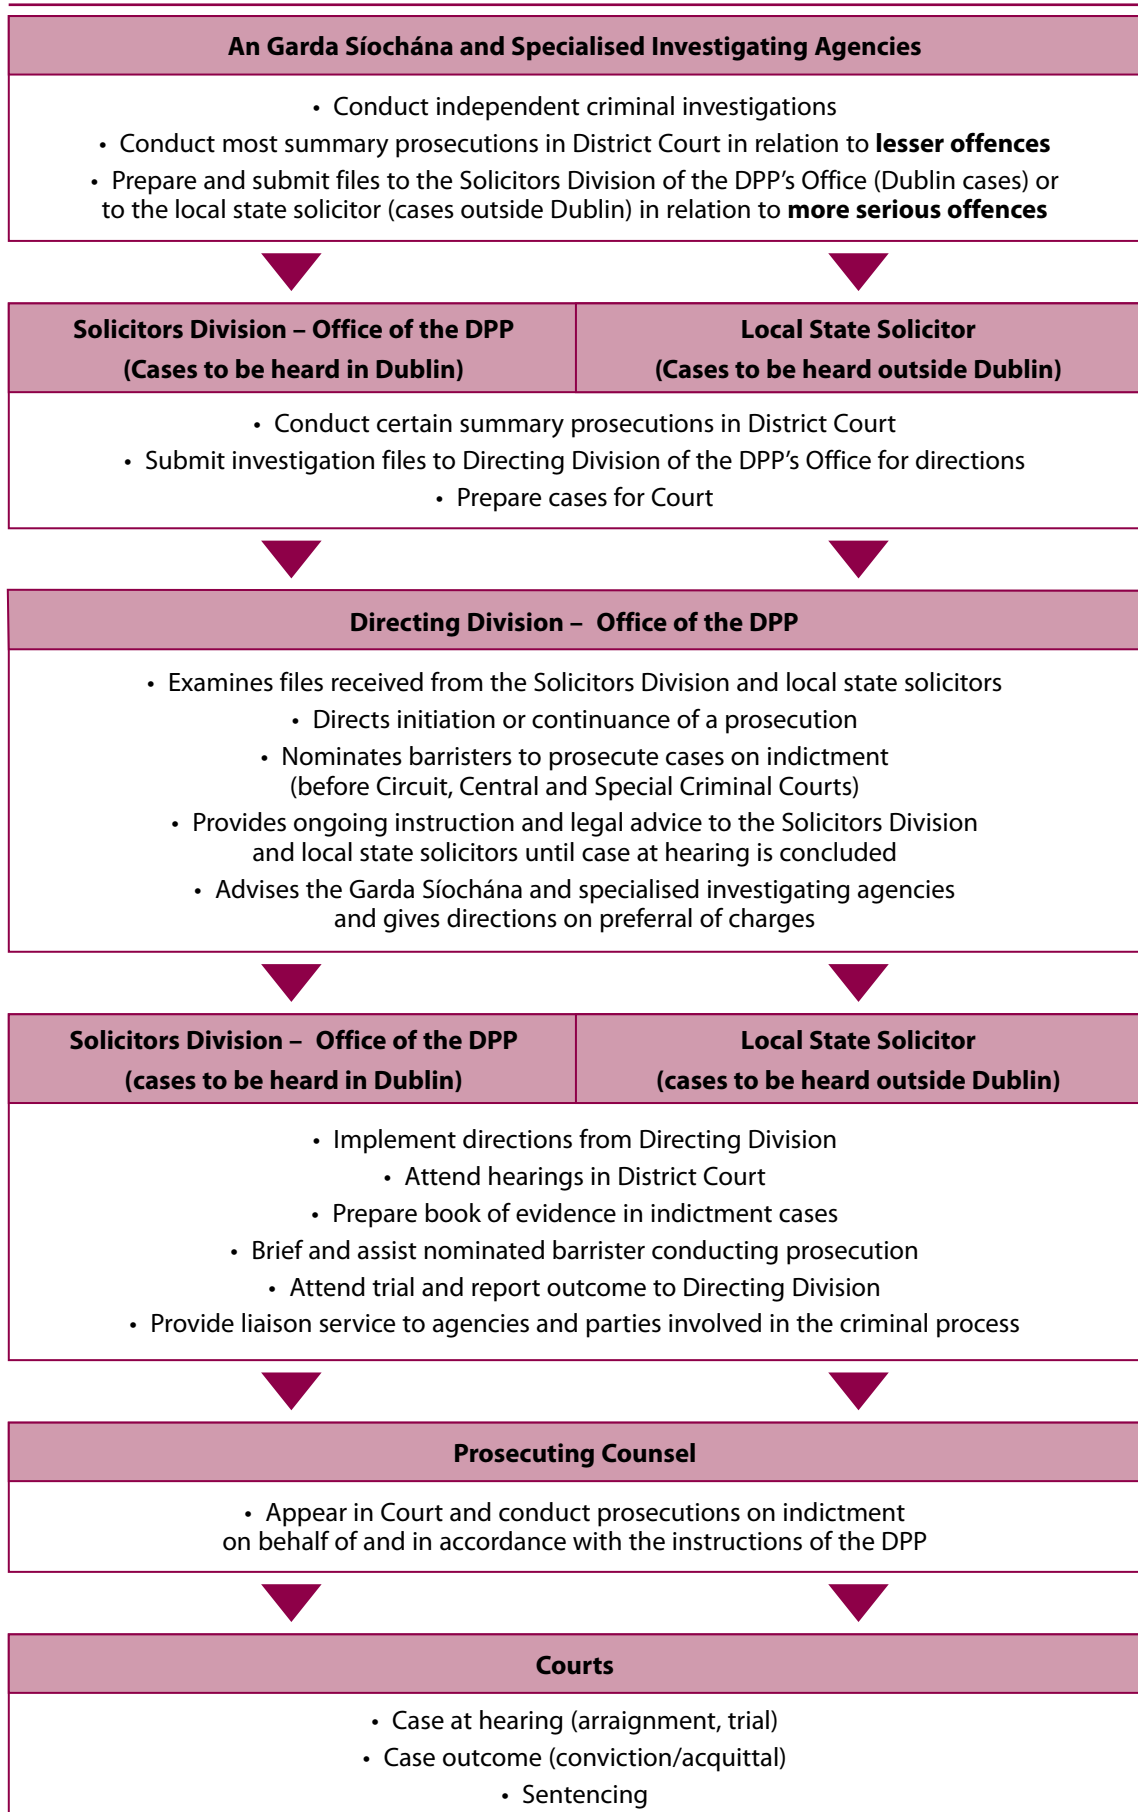 An Garda Síochána and Specialised Investigating Agencies
• Conduct independent criminal investigations
• Conduct most summary prosecutions in District Court in relation to lesser offences
• Prepare and submit files to the Solicitors Division of the DPP’s Office (Dublin cases) or
to the local state solicitor (cases outside Dublin) in relation to more serious offences
Solicitors Division – Office of the DPP
(Cases to be heard in Dublin)
Local State Solicitor
(Cases to be heard outside Dublin)
• Conduct certain summary prosecutions in District Court
• Submit investigation files to Directing Division of the DPP’s Office for directions
• Prepare cases for Court
Directing Division – Office of the DPP
• Examines files received from the Solicitors Division and local state solicitors
• Directs initiation or continuance of a prosecution
• Nominates barristers to prosecute cases on indictment
(before Circuit, Central and Special Criminal Courts)
• Provides ongoing instruction and legal advice to the Solicitors Division
and local state solicitors until case at hearing is concluded
• Advises the Garda Síochána and specialised investigating agencies
and gives directions on preferral of charges
Solicitors Division – Office of the DPP
(cases to be heard in Dublin)
Local State Solicitor
(cases to be heard outside Dublin)
• Implement directions from Directing Division
• Attend hearings in District Court
• Prepare book of evidence in indictment cases
• Brief and assist nominated barrister conducting prosecution
• Attend trial and report outcome to Directing Division
• Provide liaison service to agencies and parties involved in the criminal process
Prosecuting Counsel
• Appear in Court and conduct prosecutions on indictment
on behalf of and in accordance with the instructions of the DPP
Courts
• Case at hearing (arraignment, trial)
• Case outcome (conviction/acquittal)
• Sentencing